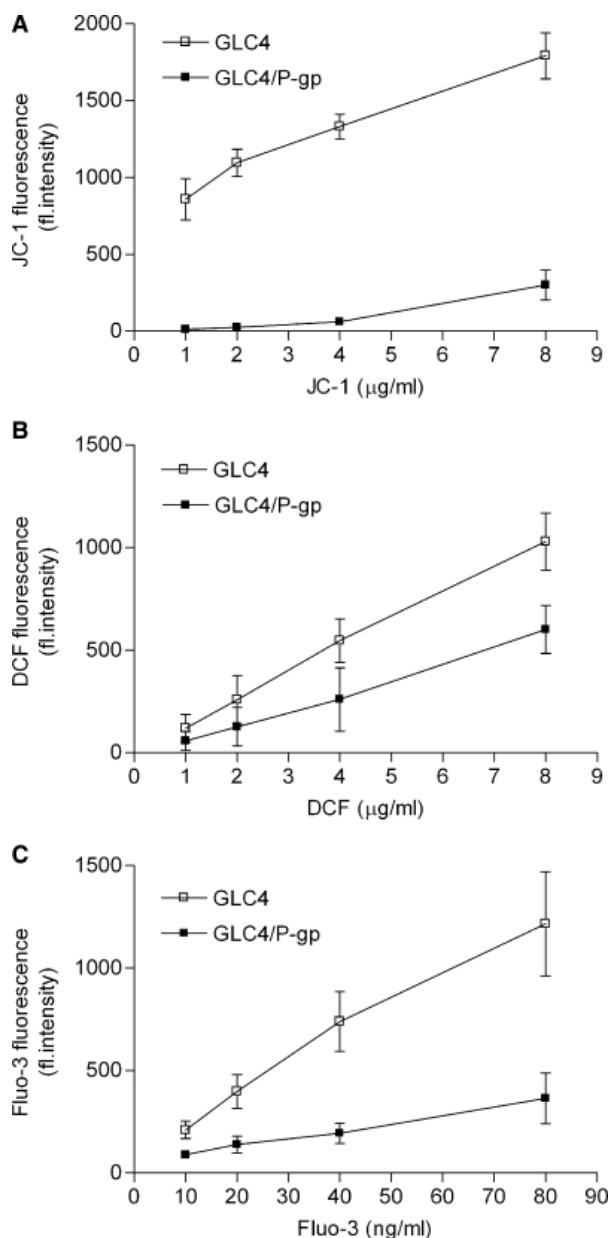 A
JC-1 fluorescence
(fl.intensity)
2000
1500
1000
500
0
GLC4
GLC4/P-gp
0 1 2 3 4 5 6 7 8 9
JC-1 (µg/ml)
B
DCF fluorescence
(fl.intensity)
1500
1000
500
0
GLC4
GLC4/P-gp
0 1 2 3 4 5 6 7 8 9
DCF (µg/ml)
C
Fluo-3 fluorescence
(fl.intensity)
1500
1000
500
0
GLC4
GLC4/P-gp
0 10 20 30 40 50 60 70 80 90
Fluo-3 (ng/ml)